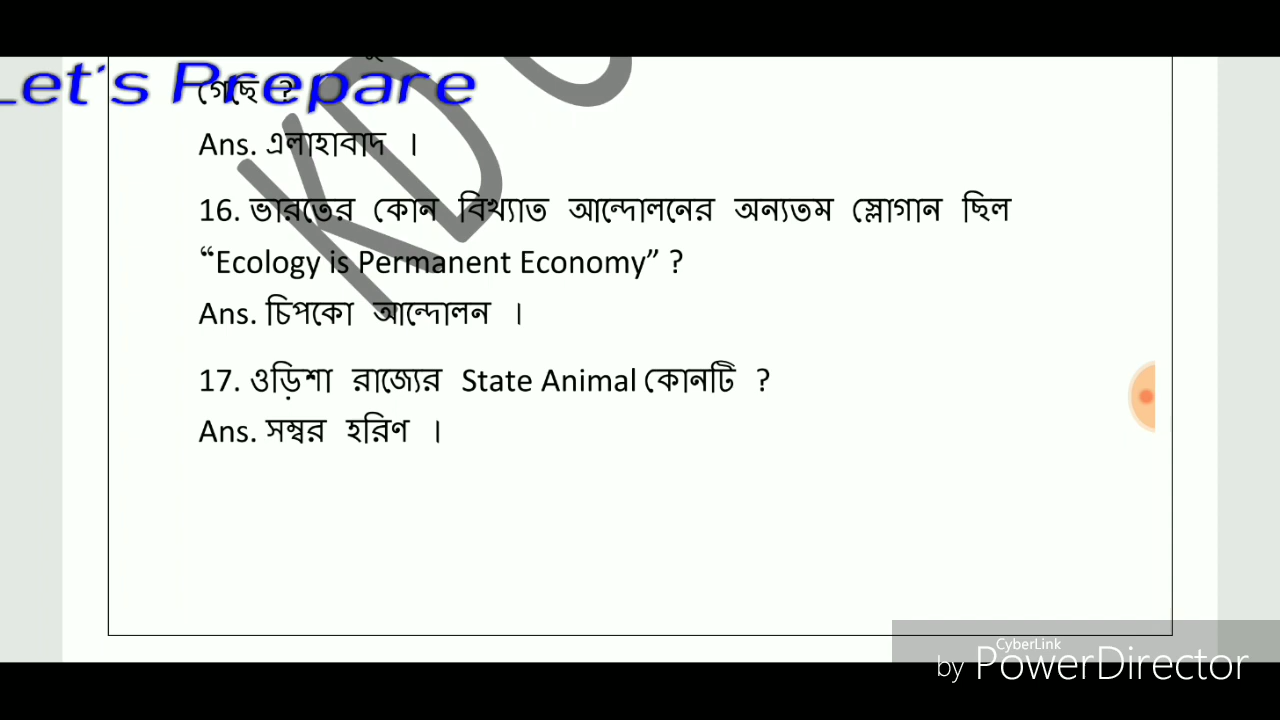 Let's Prepare
গেছে ?
Ans. এলাহাবাদ ।
16. ভারতের কোন বিখ্যাত আন্দোলনের অন্যতম স্লোগান ছিল
“Ecology is Permanent Economy” ?
Ans. চিপকো আন্দোলন ।
17. ওড়িশা রাজ্যের State Animal কোনটি ?
Ans. সম্বর হরিণ ।
KD
CyberLink
by PowerDirector